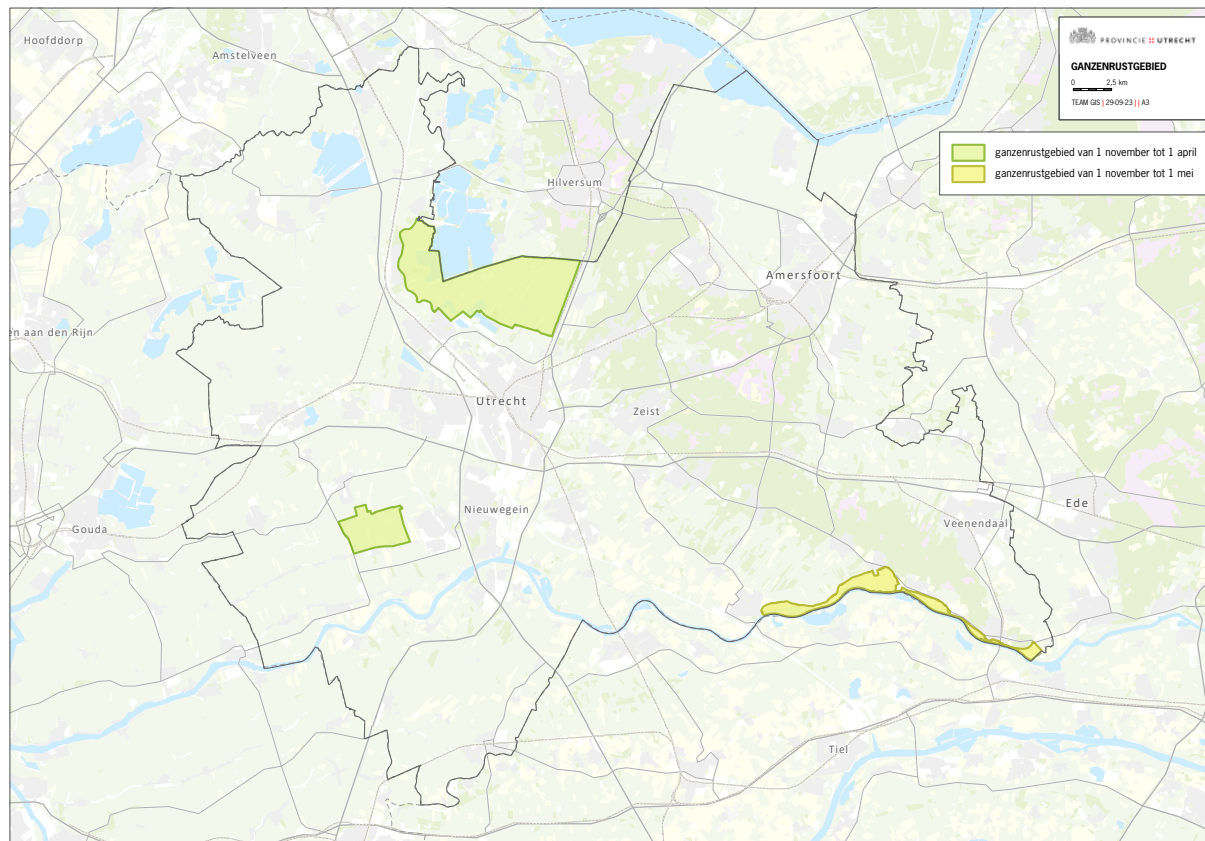 PROVINCIE UTRECHT
GANZENRUSTGEBIED
0 2,5 km
TEAM GIS | 29-09-23 | | A3
ganzenrustgebied van 1 november tot 1 april
ganzenrustgebied van 1 november tot 1 mei
Hoofddorp
Amstelveen
Hilversum
Amersfoort
en aan den Rijn
Utrecht
Zeist
Gouda
Nieuwegein
Ede
Veenendaal
Tiel